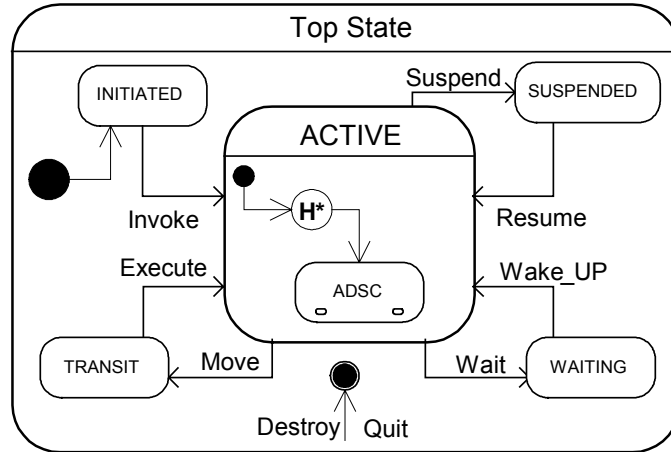 Top State
Suspend
INITIATED
SUSPENDED
ACTIVE
H*
Invoke
Resume
Execute
Wake_UP
ADSC
TRANSIT
Move
Wait
WAITING
Destroy Quit